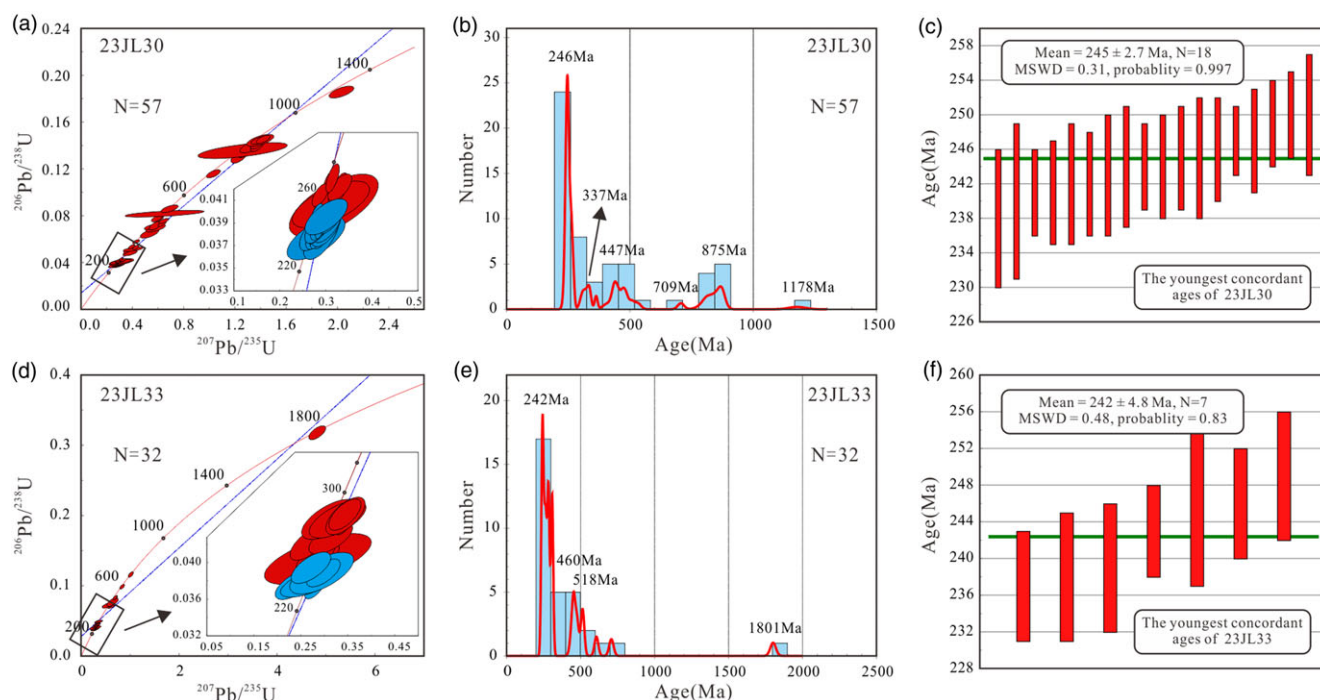 (a)
23JL30
N=57
0.24
0.20
0.16
0.12
0.08
0.04
0.00
0.0
0.4
0.8
1.2
1.6
2.0
2.4
206Pb/238U
207Pb/235U
200
600
1000
1400
0.041
0.039
0.037
0.035
0.033
0.1
0.2
0.3
0.4
0.5
220
260
(b)
23JL30
N=57
246Ma
337Ma
447Ma
709Ma
875Ma
1178Ma
Number
30
25
20
15
10
5
0
0
500
1000
1500
Age(Ma)
(c)
Mean = 245 ± 2.7 Ma, N=18
MSWD = 0.31, probablity = 0.997
The youngest concordant
ages of 23JL30
Age(Ma)
258
254
250
246
242
238
234
230
226
(d)
23JL33
N=32
0.4
0.3
0.2
0.1
0.0
0
2
4
6
206Pb/238U
207Pb/235U
200
600
1000
1400
1800
0.040
0.036
0.032
0.05
0.15
0.25
0.35
0.45
220
300
(e)
23JL33
N=32
242Ma
460Ma
518Ma
1801Ma
Number
20
15
10
5
0
0
500
1000
1500
2000
2500
Age(Ma)
(f)
Mean = 242 ± 4.8 Ma, N=7
MSWD = 0.48, probablity = 0.83
The youngest concordant
ages of 23JL33
Age(Ma)
260
256
252
248
244
240
236
232
228